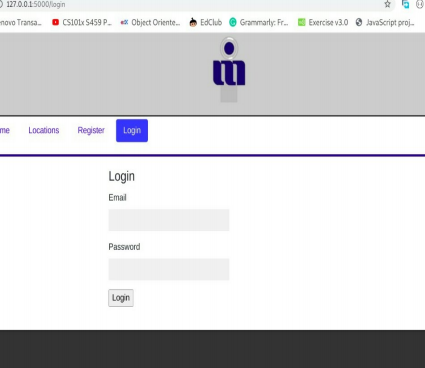 127.0.0.1:5000/login
enovo Transa... CS101x S459 P... Object Oriente... EdClub Grammarly: Fr... Exercise v3.0 JavaScript proj...
me Locations Register Login
Login
Email
Password
Login